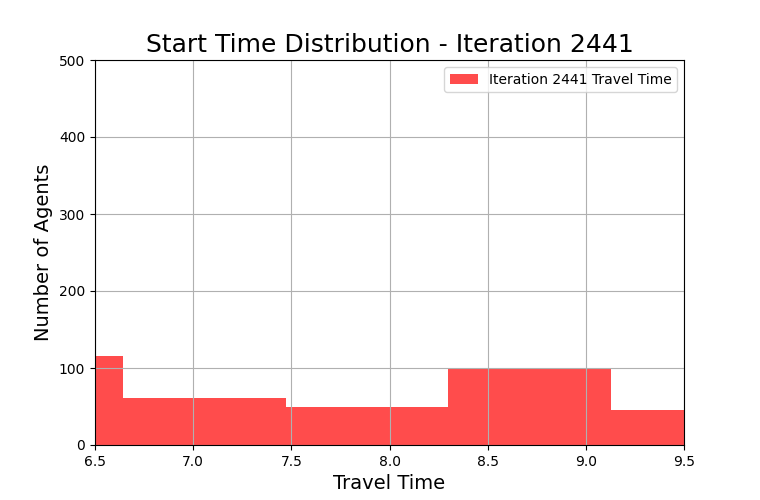 Start Time Distribution - Iteration 2441
Iteration 2441 Travel Time
Number of Agents
500
400
300
200
100
0
6.5 7.0 7.5 8.0 8.5 9.0 9.5
Travel Time